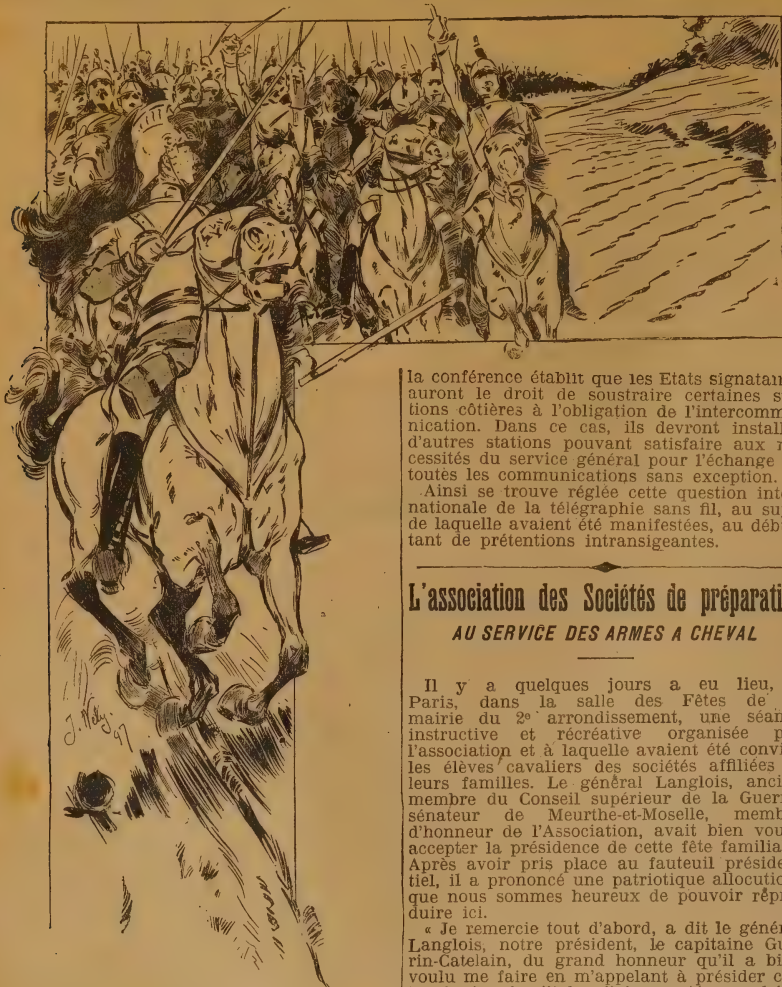 la conférence établit que les Etats signatai
auront le droit de soustraire certaines s
tions côtières à l'obligation de l'intercomm
nication. Dans ce cas, ils devront install
d'autres stations pouvant satisfaire aux n
cessités du service général pour l'échange
toutes les communications sans exception.
Ainsi se trouve réglée cette question inte
nationale de la télégraphie sans fil, au su
de laquelle avaient été manifestées, au déb
tant de prétentions intransigeantes.
L'association des Sociétés de préparati
AU SERVICE DES ARMES A CHEVAL
Il y a quelques jours a eu lieu,
Paris, dans la salle des Fêtes de
mairie du 2e arrondissement, une séan
instructive et récréative organisée p
l'association et à laquelle avaient été convi
les élèves cavaliers des sociétés affiliées
leurs familles. Le général Langlois, anci
membre du Conseil supérieur de la Guer
sénateur de Meurthe-et-Moselle, memb
d'honneur de l'Association, avait bien vou
accepter la présidence de cette fête familia
Après avoir pris place au fauteuil préside
tiel, il a prononcé une patriotique allocutio
que nous sommes heureux de pouvoir répr
duire ici.
« Je remercie tout d'abord, a dit le génér
Langlois, notre président, le capitaine Gu
rin-Catelain, du grand honneur qu'il a bi
voulu me faire en m'appelant à présider c
J. Wély
97